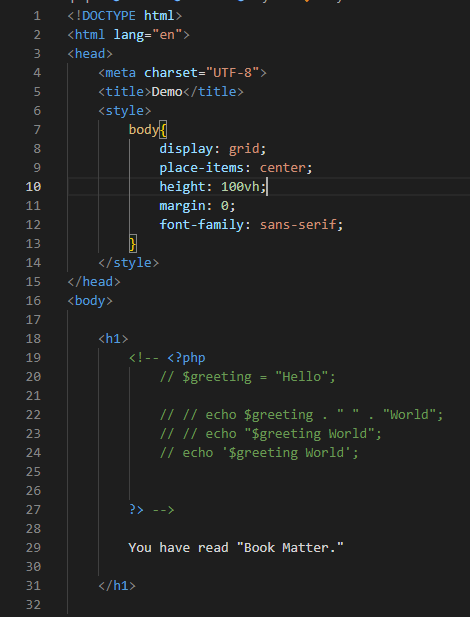 1 <!DOCTYPE html>
2 <html lang="en">
3 <head>
4     <meta charset="UTF-8">
5     <title>Demo</title>
6     <style>
7         body{
8             display: grid;
9             place-items: center;
10             height: 100vh;
11             margin: 0;
12             font-family: sans-serif;
13         }
14     </style>
15 </head>
16 <body>
17
18     <h1>
19         <!-- <?php
20             // $greeting = "Hello";
21
22             // // echo $greeting . " " . "World";
23             // // echo "$greeting World";
24             // echo '$greeting World';
25
26
27         ?> -->
28
29         You have read "Book Matter."
30
31     </h1>
32